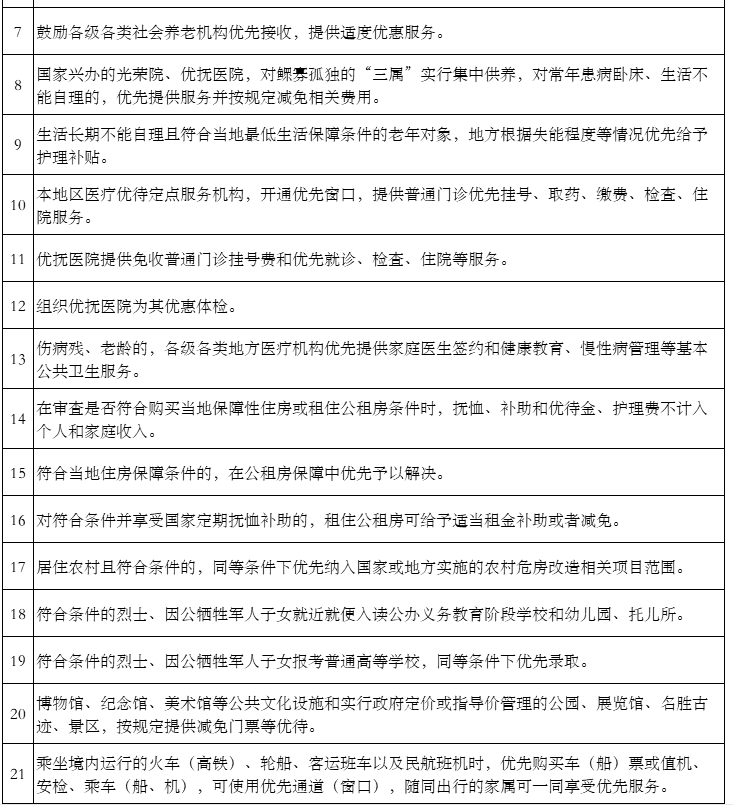 7 鼓励各级各类社会养老机构优先接收，提供适度优惠服务。
8 国家兴办的光荣院、优抚医院，对鳏寡孤独的“三属”实行集中供养，对常年患病卧床、生活不
能自理的，优先提供服务并按规定减免相关费用。
9 生活长期不能自理且符合当地最低生活保障条件的老年对象，地方根据失能程度等情况优先给予
护理补贴。
10 本地区医疗优待定点服务机构，开通优先窗口，提供普通门诊优先挂号、取药、缴费、检查、住
院服务。
11 优抚医院提供免收普通门诊挂号费和优先就诊、检查、住院等服务。
12 组织优抚医院为其优惠体检。
13 伤病残、老龄的，各级各类地方医疗机构优先提供家庭医生签约和健康教育、慢性病管理等基本
公共卫生服务。
14 在审查是否符合购买当地保障性住房或租住公租房条件时，抚恤、补助和优待金、护理费不计入
个人和家庭收入。
15 符合当地住房保障条件的，在公租房保障中优先予以解决。
16 对符合条件并享受国家定期抚恤补助的，租住公租房可给予适当租金补助或者减免。
17 居住农村且符合条件的，同等条件下优先纳入国家或地方实施的农村危房改造相关项目范围。
18 符合条件的烈士、因公牺牲军人子女就近就便入读公办义务教育阶段学校和幼儿园、托儿所。
19 符合条件的烈士、因公牺牲军人子女报考普通高等学校，同等条件下优先录取。
20 博物馆、纪念馆、美术馆等公共文化设施和实行政府定价或指导价管理的公园、展览馆、名胜古
迹、景区，按规定提供减免门票等优待。
21 乘坐境内运行的火车（高铁）、轮船、客运班车以及民航班机时，优先购买车（船）票或值机、
安检、乘车（船、机），可使用优先通道（窗口），随同出行的家属可一同享受优先服务。